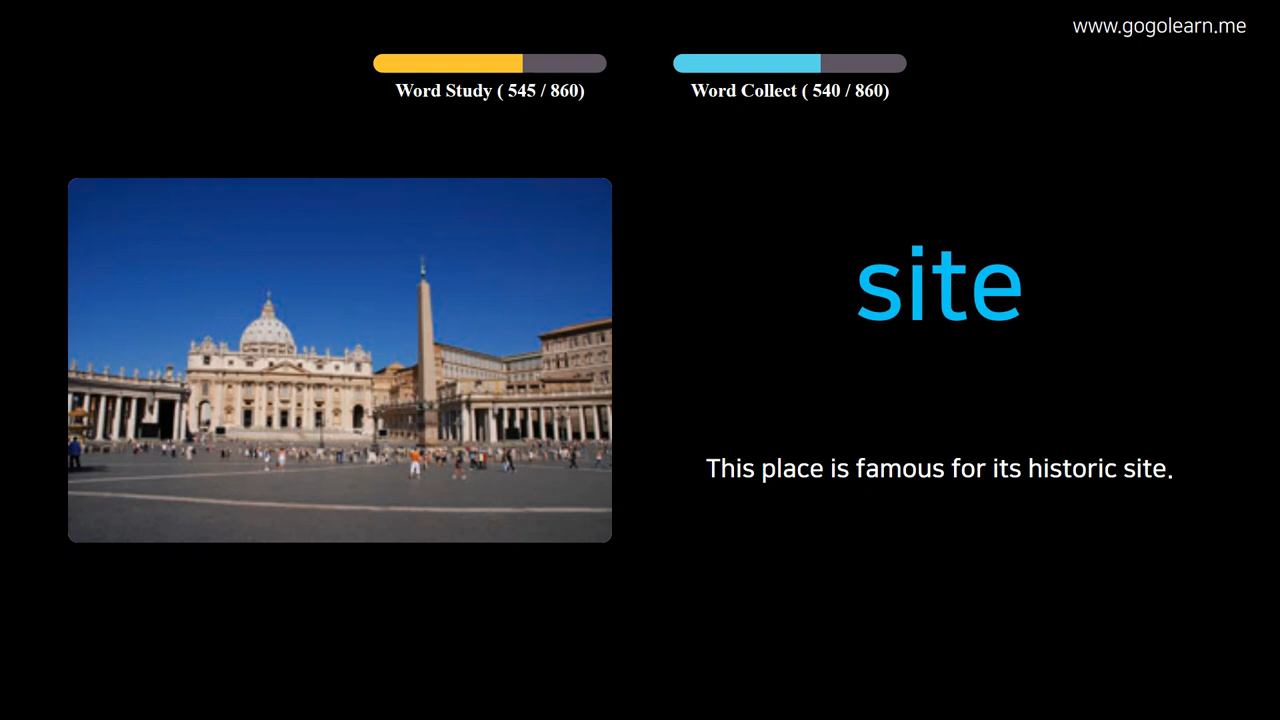 www.gogolearn.me
Word Study ( 545 / 860)
Word Collect ( 540 / 860)
site
This place is famous for its historic site.